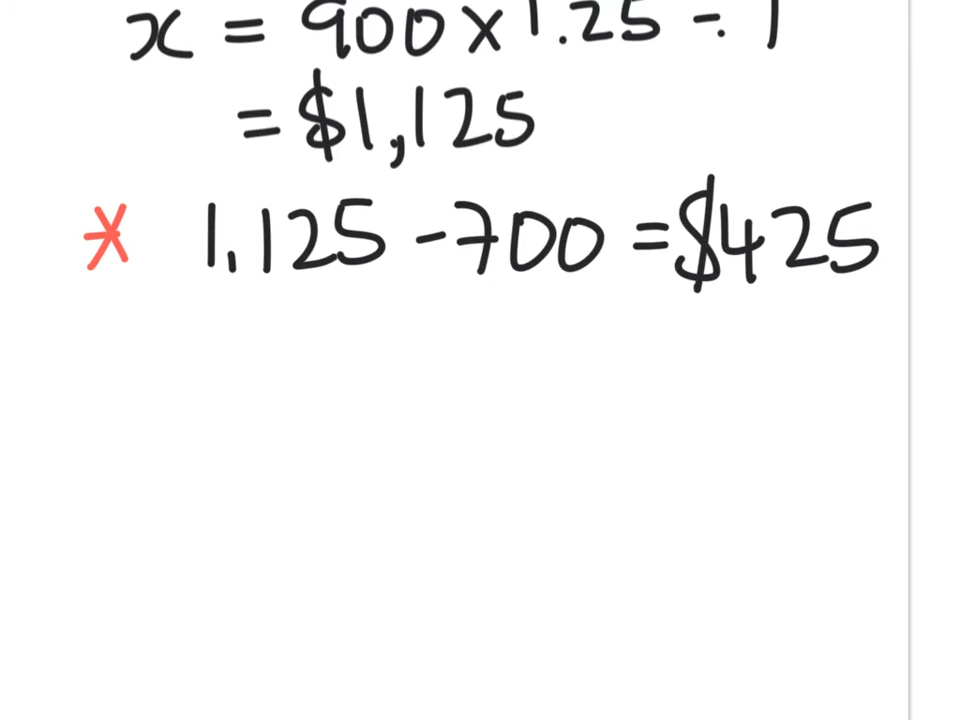 x = 900 x 1.25 ÷ 1
= $1,125
* 1.125 - 700 = $425